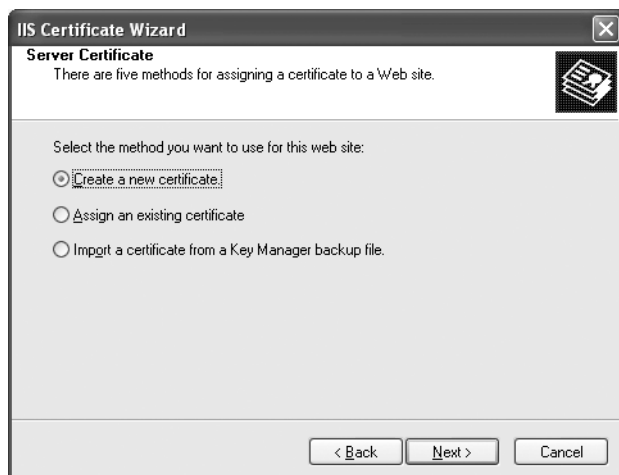 IIS Certificate Wizard
Server Certificate
There are five methods for assigning a certificate to a Web site.
Select the method you want to use for this web site:
Create a new certificate.
Assign an existing certificate
Import a certificate from a Key Manager backup file.
< Back
Next >
Cancel